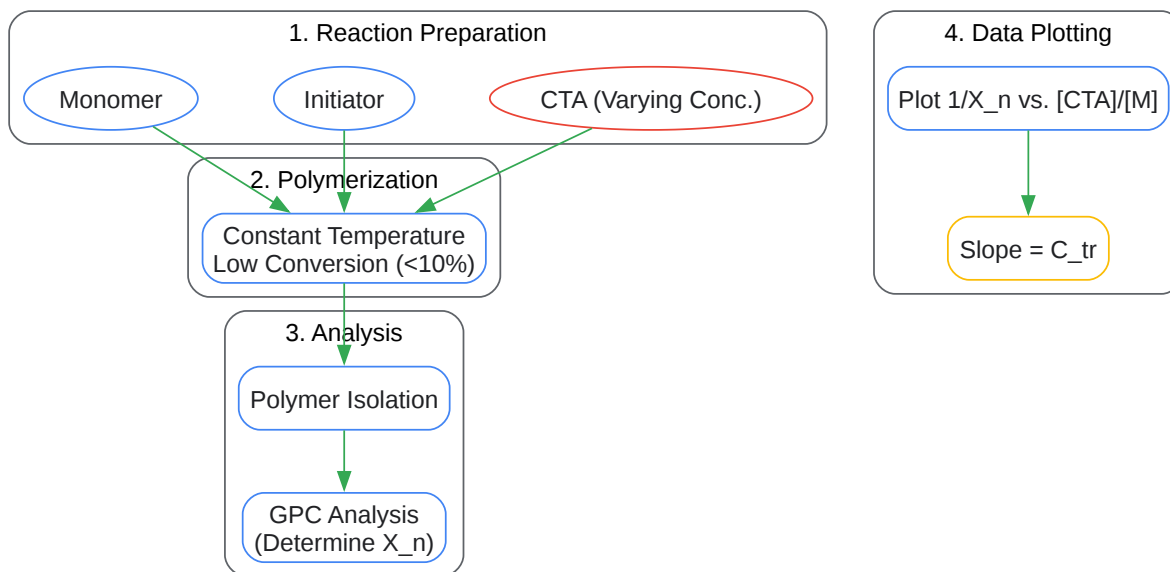 1. Reaction Preparation
Monomer
Initiator
CTA (Varying Conc.)
2. Polymerization
Constant Temperature
Low Conversion (<10%)
3. Analysis
Polymer Isolation
GPC Analysis
(Determine X_n)
4. Data Plotting
Plot 1/X_n vs. [CTA]/[M]
Slope = C_tr